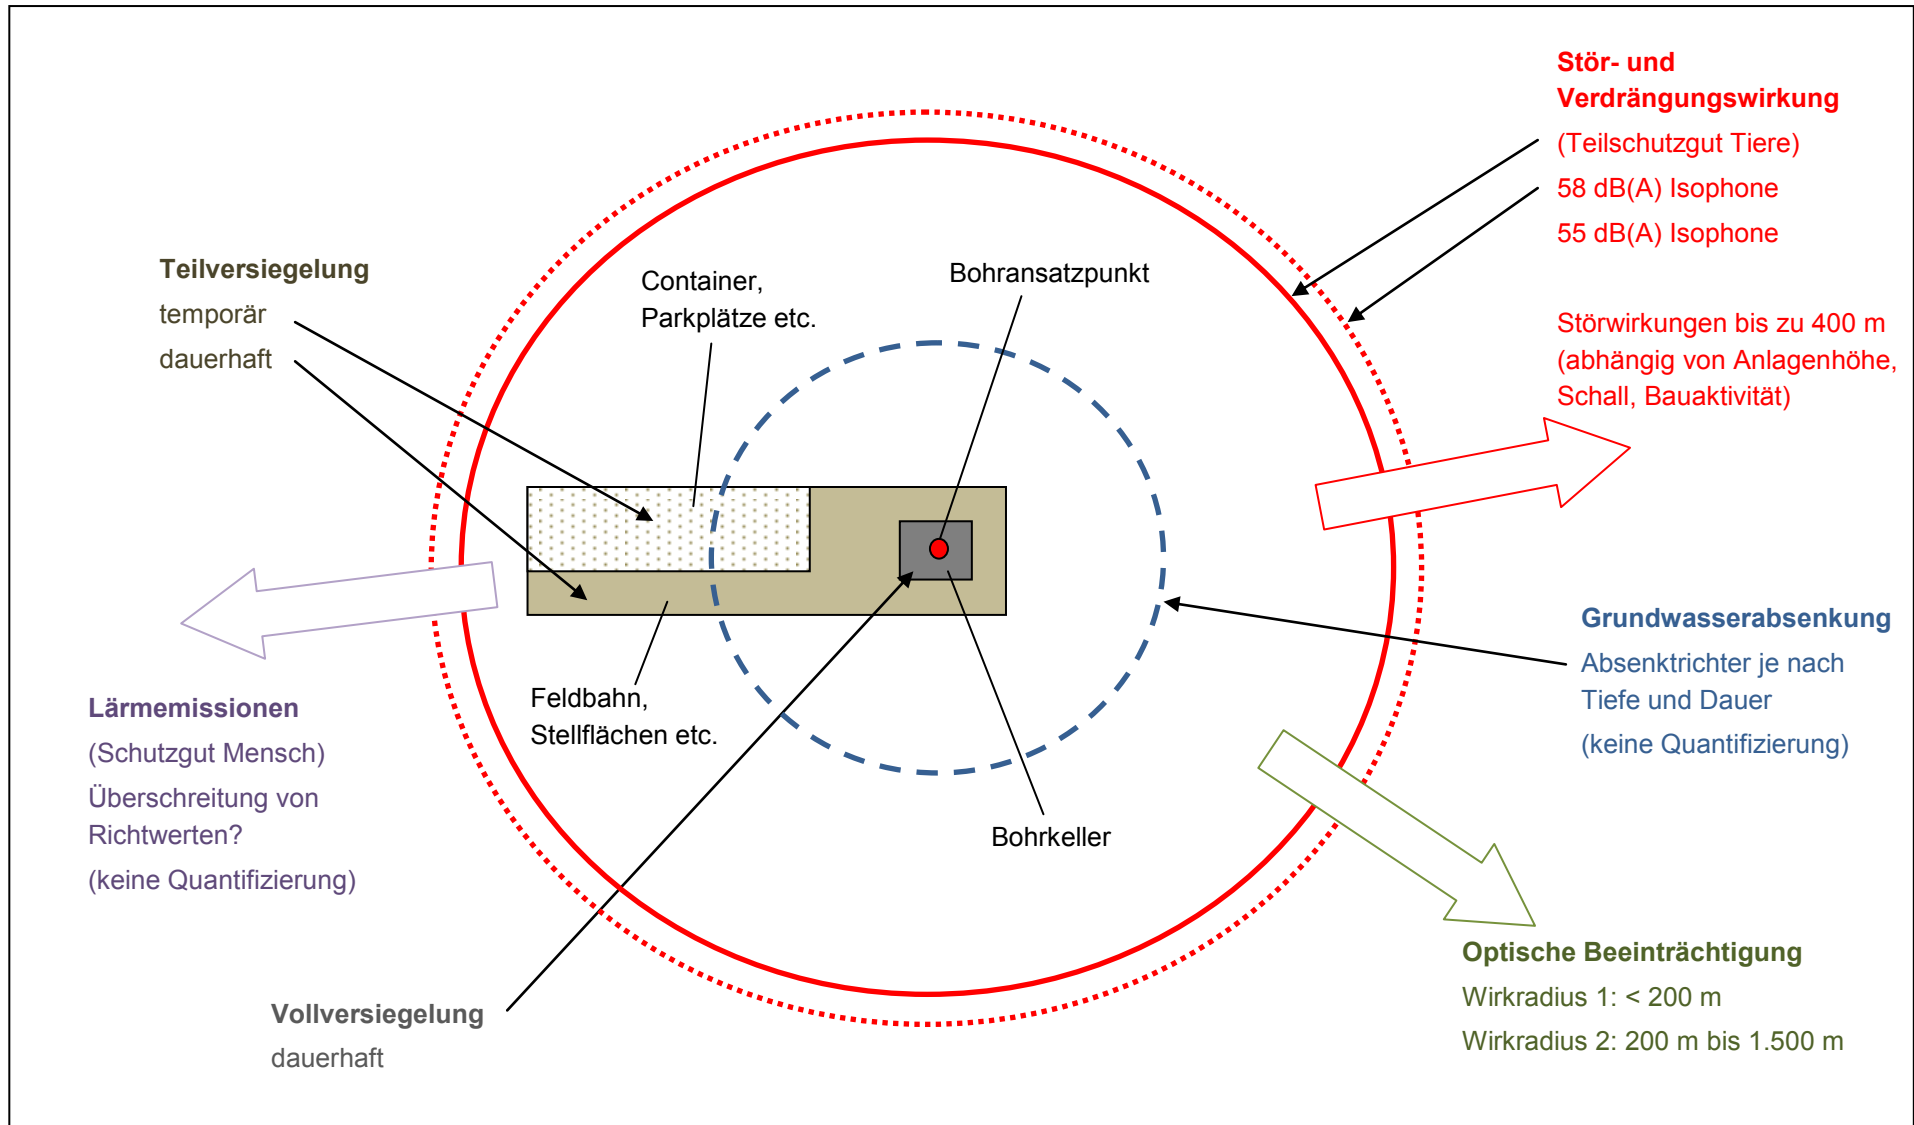 Stör- und
Verdrängungswirkung
(Teilschutzgut Tiere)
58 dB(A) Isophone
55 dB(A) Isophone
Störwirkungen bis zu 400 m
(abhängig von Anlagenhöhe,
Schall, Bauaktivität)
Teilversiegelung
temporär
dauerhaft
Container,
Parkplätze etc.
Bohransatzpunkt
Grundwasserabsenkung
Absenktrichter je nach
Tiefe und Dauer
(keine Quantifizierung)
Lärmemissionen
(Schutzgut Mensch)
Überschreitung von
Richtwerten?
(keine Quantifizierung)
Feldbahn,
Stellflächen etc.
Bohrkeller
Optische Beeinträchtigung
Wirkradius 1: < 200 m
Wirkradius 2: 200 m bis 1.500 m
Vollversiegelung
dauerhaft